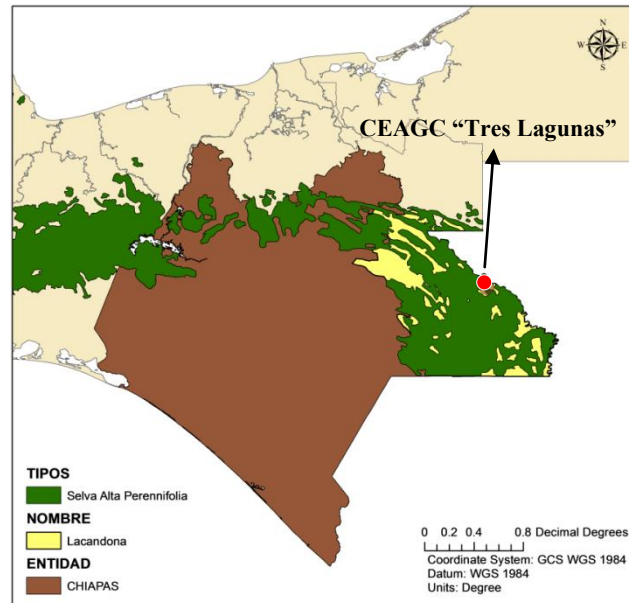 N
W E
S
CEAGC “Tres Lagunas”
TIPOS
Selva Alta Perennifolia
NOMBRE
Lacandona
ENTIDAD
CHIAPAS
0 0.2 0.4 0.8 Decimal Degrees
Coordinate System: GCS WGS 1984
Datum: WGS 1984
Units: Degree